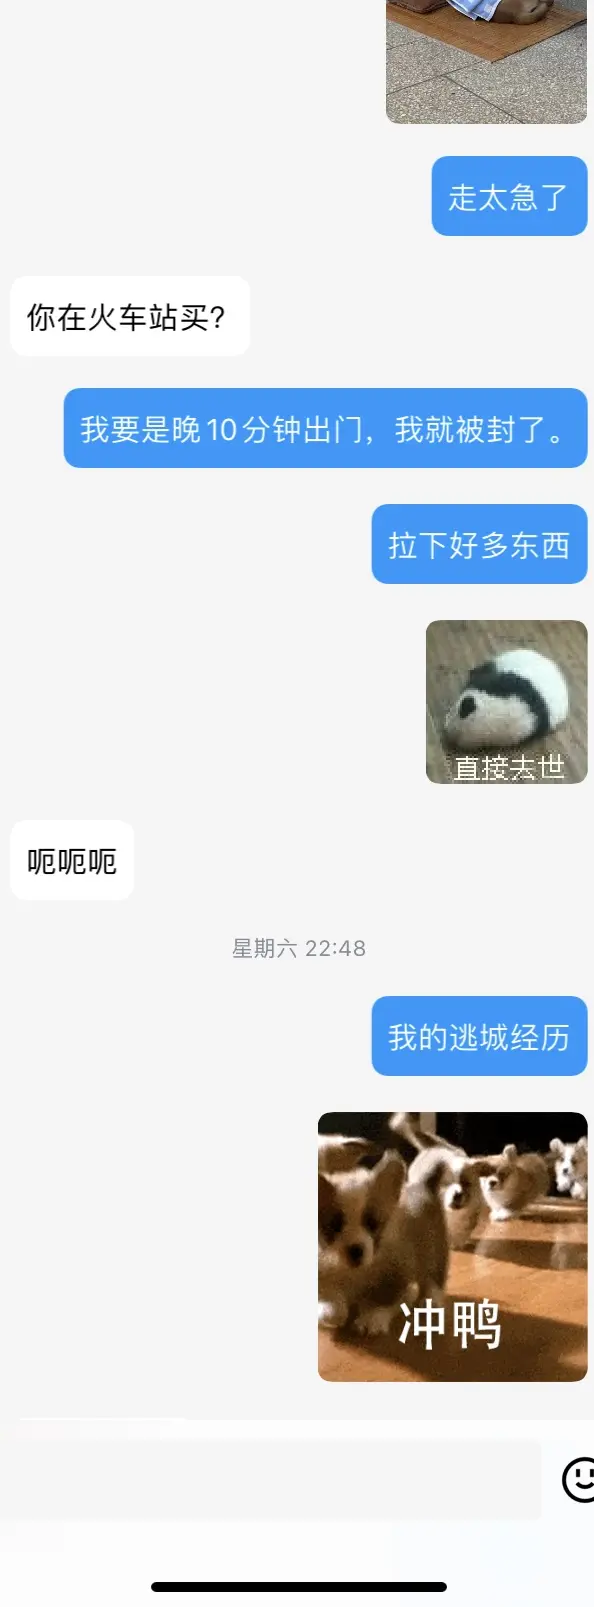 走太急了
你在火车站买?
我要是晚10分钟出门，我就被封了。
拉下好多东西
直接去世
呃呃呃
星期六 22:48
我的逃城经历
冲鸭